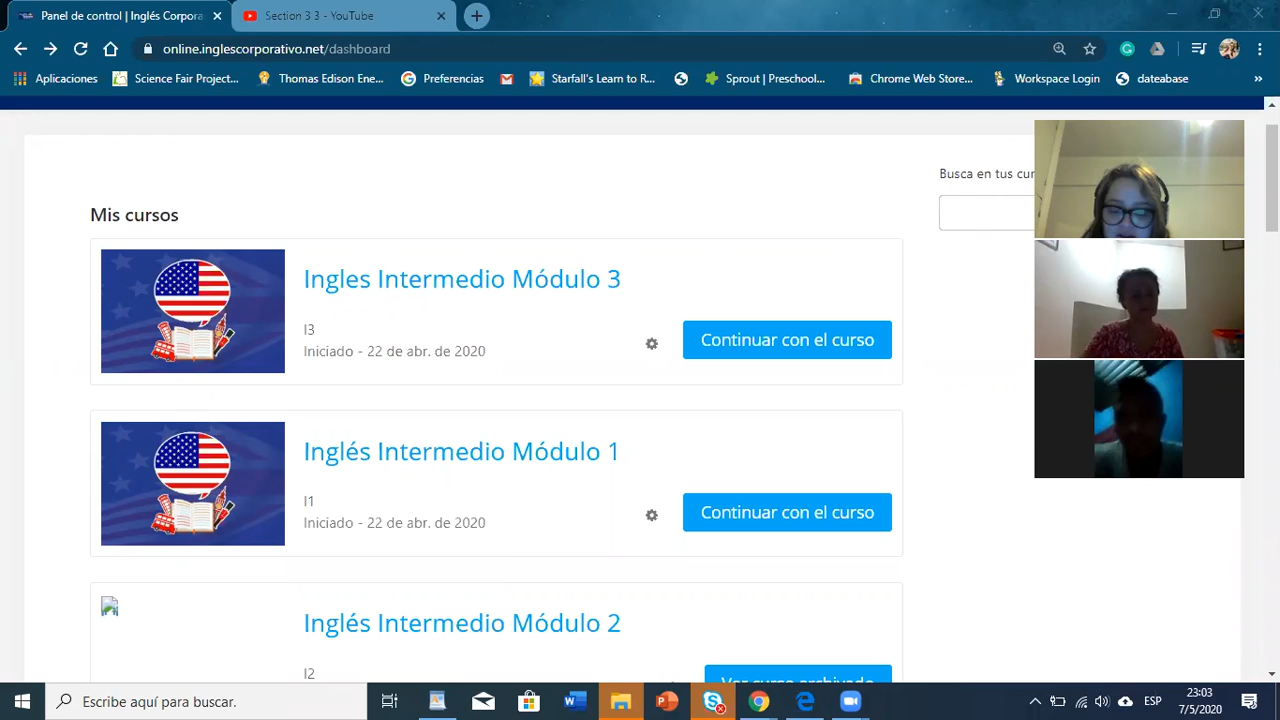 Panel de control | Inglés Corpora
Section 3 3 - YouTube
online.inglescorporativo.net/dashboard
Aplicaciones
Science Fair Project...
Thomas Edison Ene...
Preferencias
Starfall's Learn to R...
Sprout | Preschool...
Chrome Web Store...
Workspace Login
dateabase
»
Busca en tus cur
Mis cursos
Ingles Intermedio Módulo 3
I3
Iniciado - 22 de abr. de 2020
Continuar con el curso
Inglés Intermedio Módulo 1
I1
Iniciado - 22 de abr. de 2020
Continuar con el curso
Inglés Intermedio Módulo 2
I2
Ver curso archivado
Escribe aquí para buscar.
ESP
23:03
7/5/2020